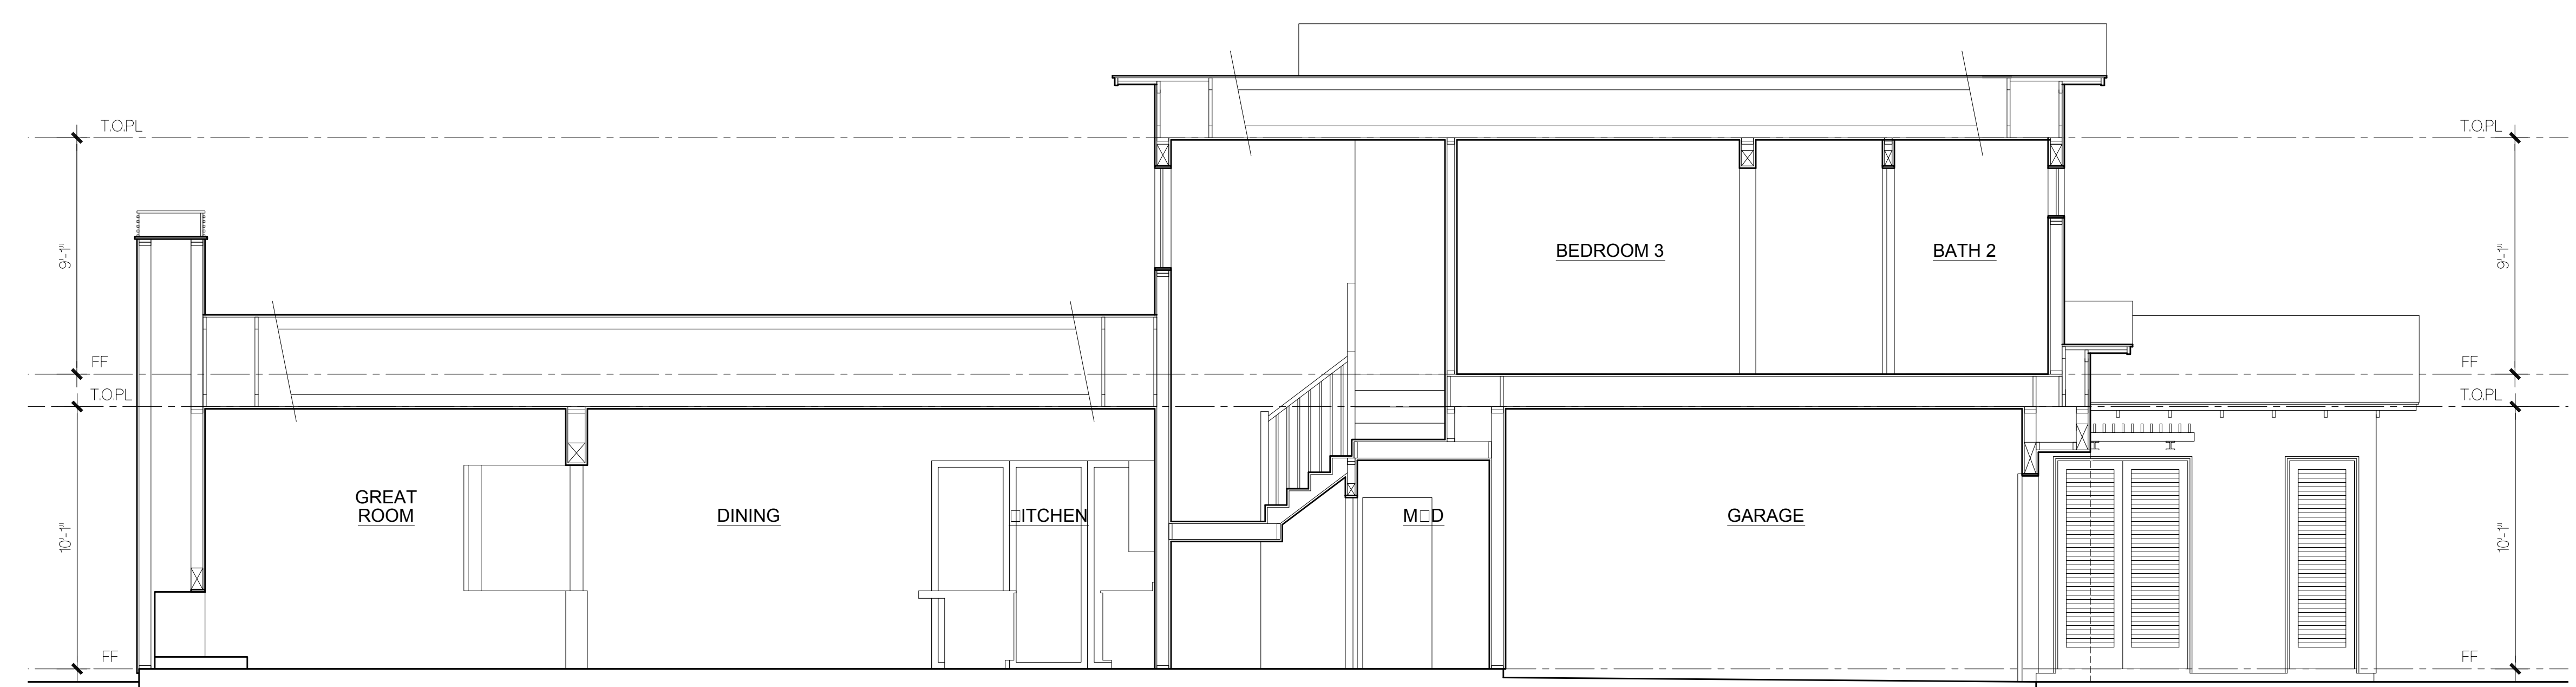 T.O.PL
T.O.PL
9'-1"
9'-1"
BEDROOM 3
BATH 2
FF
FF
T.O.PL
T.O.PL
GREAT
ROOM
DINING
□ITCHEN
M□D
GARAGE
10'-1"
10'-1"
FF
FF